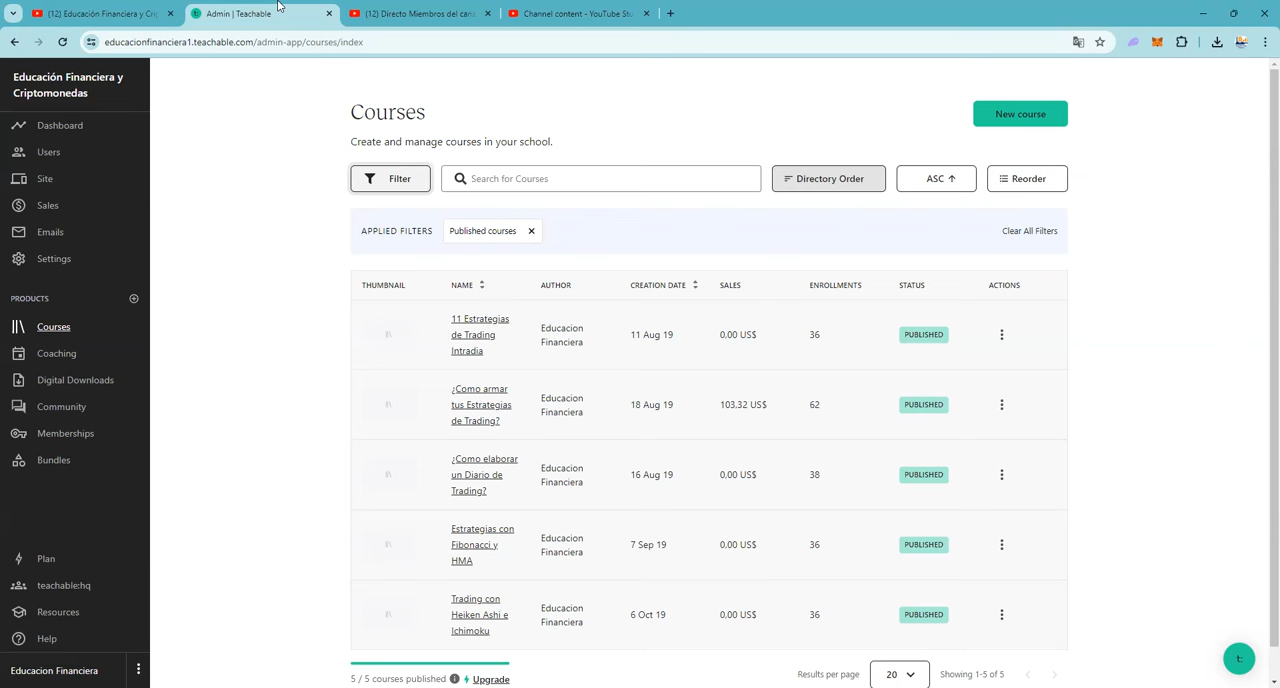 (12) Educación Financiera y Crip
Admin | Teachable
(12) Directo Miembros del cana
Channel content - YouTube Stu
educacionfinanciera1.teachable.com/admin-app/courses/index
Educación Financiera y
Criptomonedas
Dashboard
Users
Site
Sales
Emails
Settings
PRODUCTS
Courses
Coaching
Digital Downloads
Community
Memberships
Bundles
Plan
teachable:hq
Resources
Help
Educacion Financiera
Courses
New course
Create and manage courses in your school.
Filter
Search for Courses
Directory Order
ASC ↑
Reorder
APPLIED FILTERS
Published courses
Clear All Filters
THUMBNAIL NAME AUTHOR CREATION DATE SALES ENROLLMENTS STATUS ACTIONS
11 Estrategias
de Trading
Intradia
Educacion
Financiera
11 Aug 19
0,00 US$
36
PUBLISHED
¿Como armar
tus Estrategias
de Trading?
Educacion
Financiera
18 Aug 19
103,32 US$
62
PUBLISHED
¿Como elaborar
un Diario de
Trading?
Educacion
Financiera
16 Aug 19
0,00 US$
38
PUBLISHED
Estrategias con
Fibonacci y
HMA
Educacion
Financiera
7 Sep 19
0,00 US$
36
PUBLISHED
Trading con
Heiken Ashi e
Ichimoku
Educacion
Financiera
6 Oct 19
0,00 US$
36
PUBLISHED
5 / 5 courses published
Upgrade
Results per page
20
Showing 1-5 of 5
t: